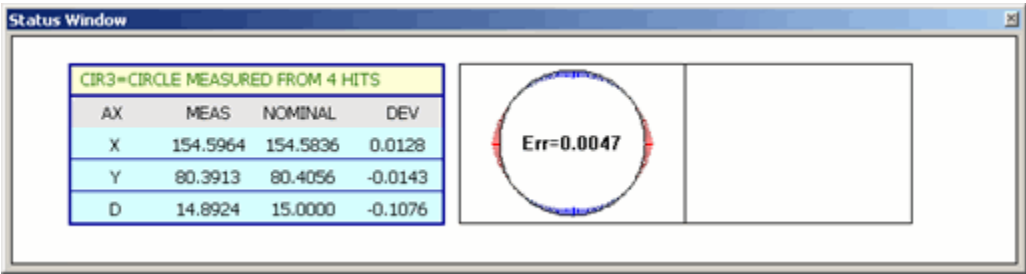 Status Window
CIR3=CIRCLE MEASURED FROM 4 HITS
AX MEAS NOMINAL DEV
X 154.5964 154.5836 0.0128
Y 80.3913 80.4056 -0.0143
D 14.8924 15.0000 -0.1076
Err=0.0047